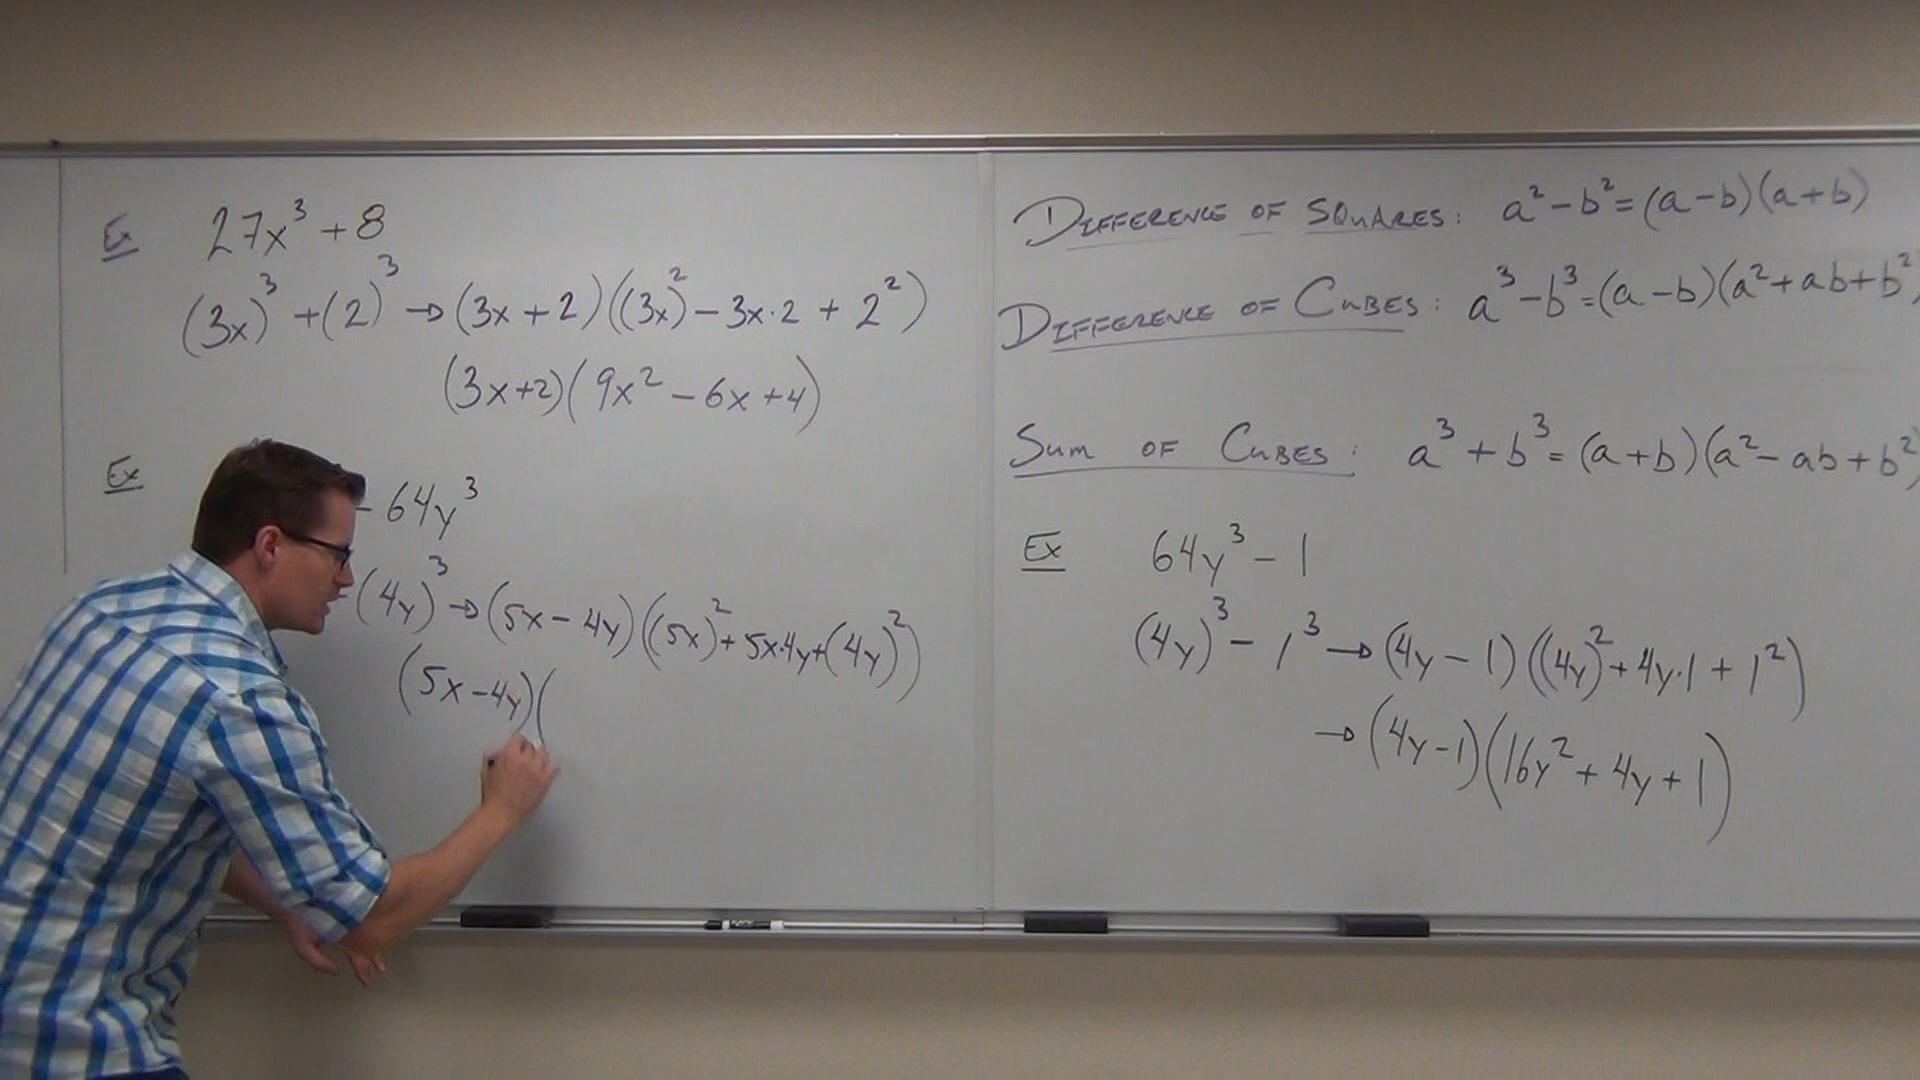 Ex 27x³ + 8
(3x)³ + (2)³ → (3x + 2)((3x)² - 3x·2 + 2²)
(3x+2)(9x² - 6x + 4)
Ex - 64y³
(4y)³ → (5x - 4y)((5x)² + 5x·4y + (4y)²)
(5x - 4y)(
DIFFERENCE OF SQUARES: a² - b² = (a - b)(a + b)
DIFFERENCE OF CUBES: a³ - b³ = (a - b)(a² + ab + b²)
SUM OF CUBES: a³ + b³ = (a + b)(a² - ab + b²)
Ex 64y³ - 1
(4y)³ - 1³ → (4y - 1)((4y)² + 4y·1 + 1²)
→ (4y - 1)(16y² + 4y + 1)